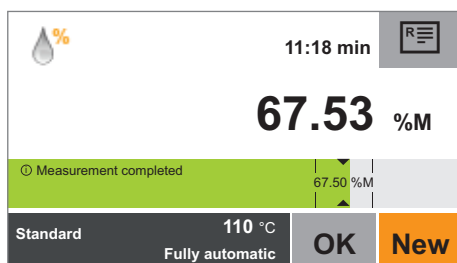 %
11:18 min
R
67.53 %M
Measurement completed
67.50 %M
Standard
110 °C
Fully automatic
OK
New